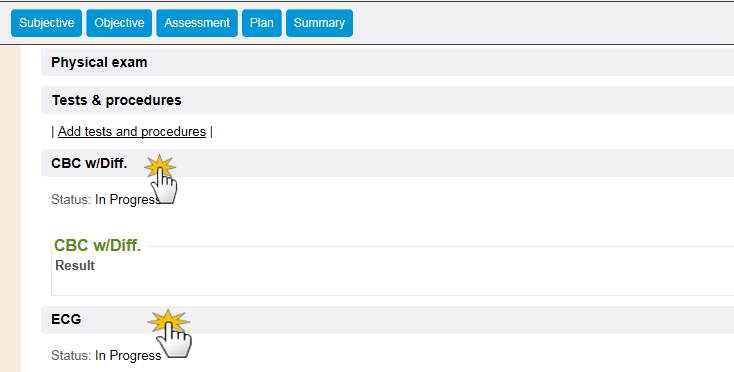 Subjective Objective Assessment Plan Summary
Physical exam
Tests & procedures
| Add tests and procedures |
CBC w/Diff.
Status: In Progress
CBC w/Diff.
Result
ECG
Status: In Progress